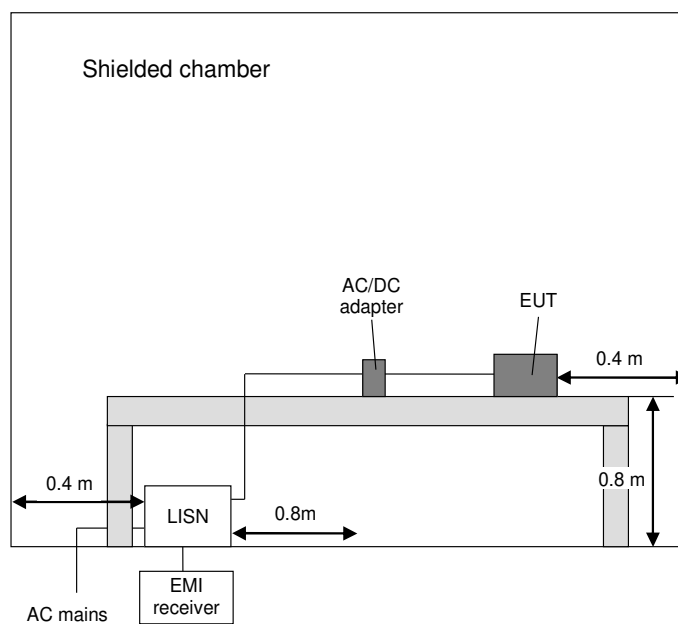 Shielded chamber
AC/DC
adapter
EUT
0.4 m
0.4 m
0.8 m
LISN
0.8m
EMI
receiver
AC mains